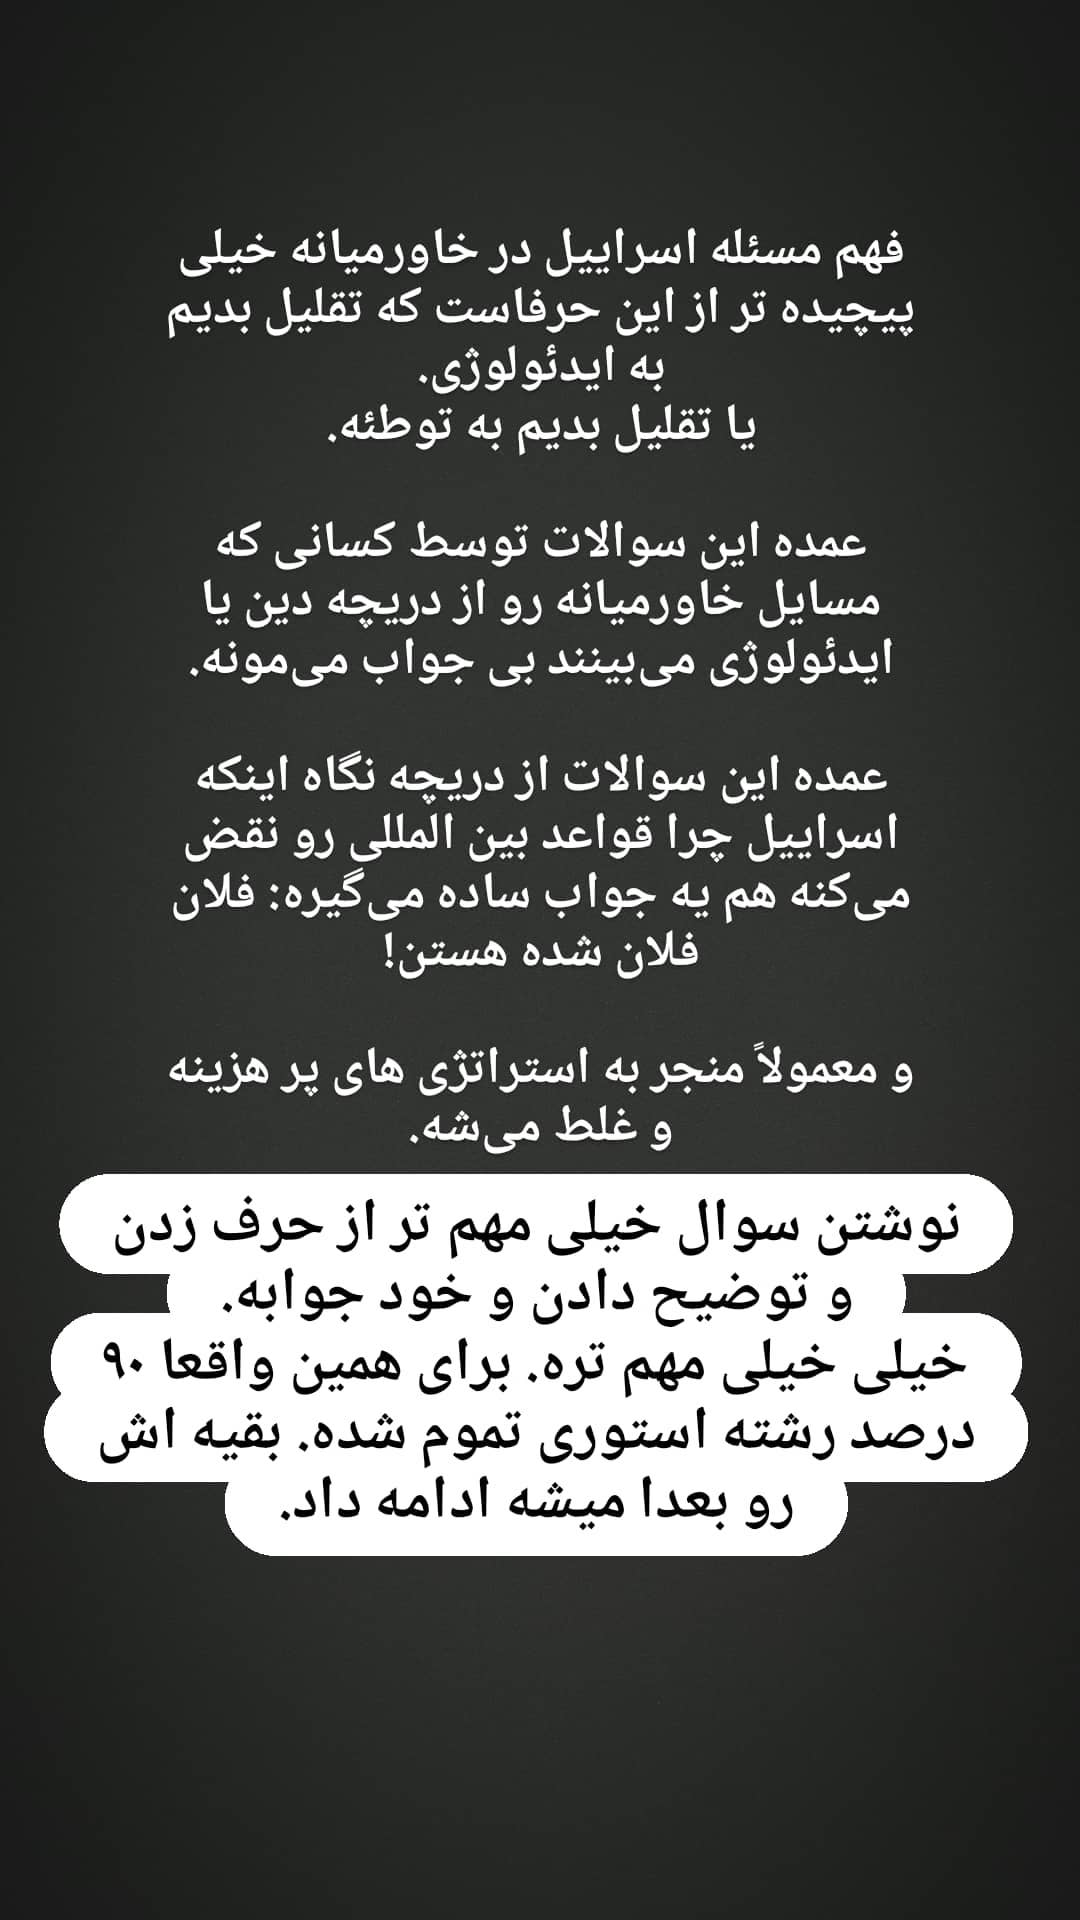 فهم مسئله اسراییل در خاورمیانه خیلی
پیچیده تر از این حرفاست که تقلیل بدیم
به ایدئولوژی.
یا تقلیل بدیم به توطئه.
عمده این سوالات توسط کسانی که
مسایل خاورمیانه رو از دریچه دین یا
ایدئولوژی می‌بینند بی جواب می‌مونه.
عمده این سوالات از دریچه نگاه اینکه
اسراییل چرا قواعد بین المللی رو نقض
می‌کنه هم یه جواب ساده می‌گیره: فلان
فلان شده هستن!
و معمولاً منجر به استراتژی های پر هزینه
و غلط می‌شه.
نوشتن سوال خیلی مهم تر از حرف زدن
و توضیح دادن و خود جوابه.
خیلی خیلی مهم تره. برای همین واقعا ۹۰
درصد رشته استوری تموم شده. بقیه اش
رو بعدا میشه ادامه داد.